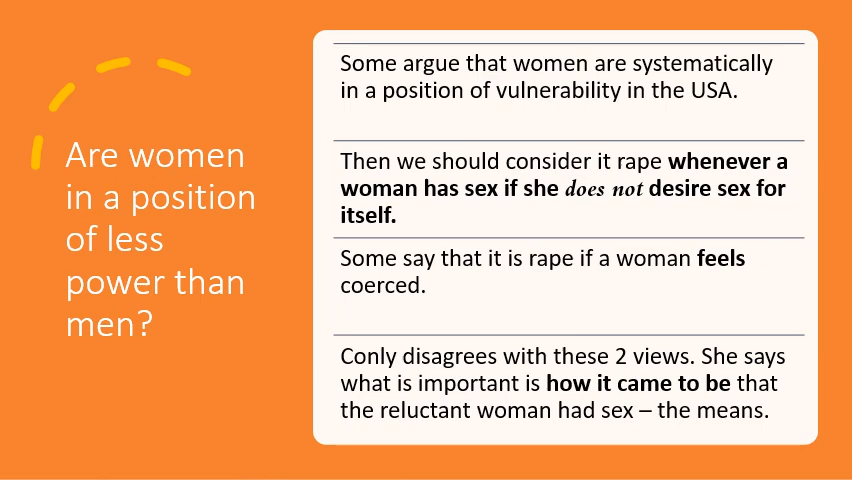 Are women
in a position
of less
power than
men?
Some argue that women are systematically
in a position of vulnerability in the USA.
Then we should consider it rape whenever a
woman has sex if she does not desire sex for
itself.
Some say that it is rape if a woman feels
coerced.
Conly disagrees with these 2 views. She says
what is important is how it came to be that
the reluctant woman had sex – the means.